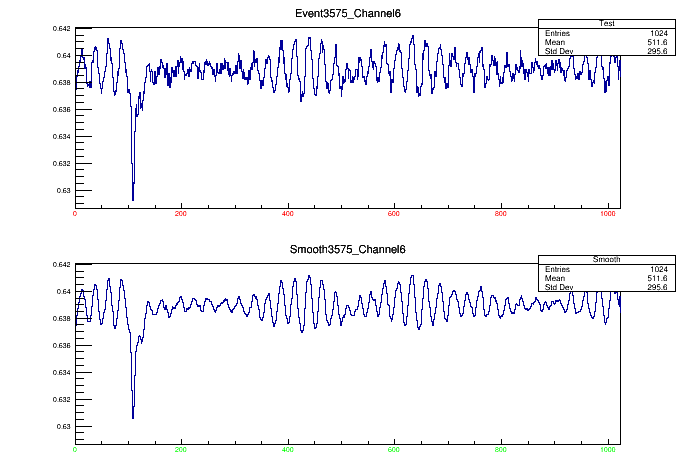 Event3575_Channel6
Test
Entries 1024
Mean 511.6
Std Dev 295.6
0.642
0.64
0.638
0.636
0.634
0.632
0.63
0 200 400 600 800 1000
Smooth3575_Channel6
Smooth
Entries 1024
Mean 511.6
Std Dev 295.6
0.642
0.64
0.638
0.636
0.634
0.632
0.63
0 200 400 600 800 1000